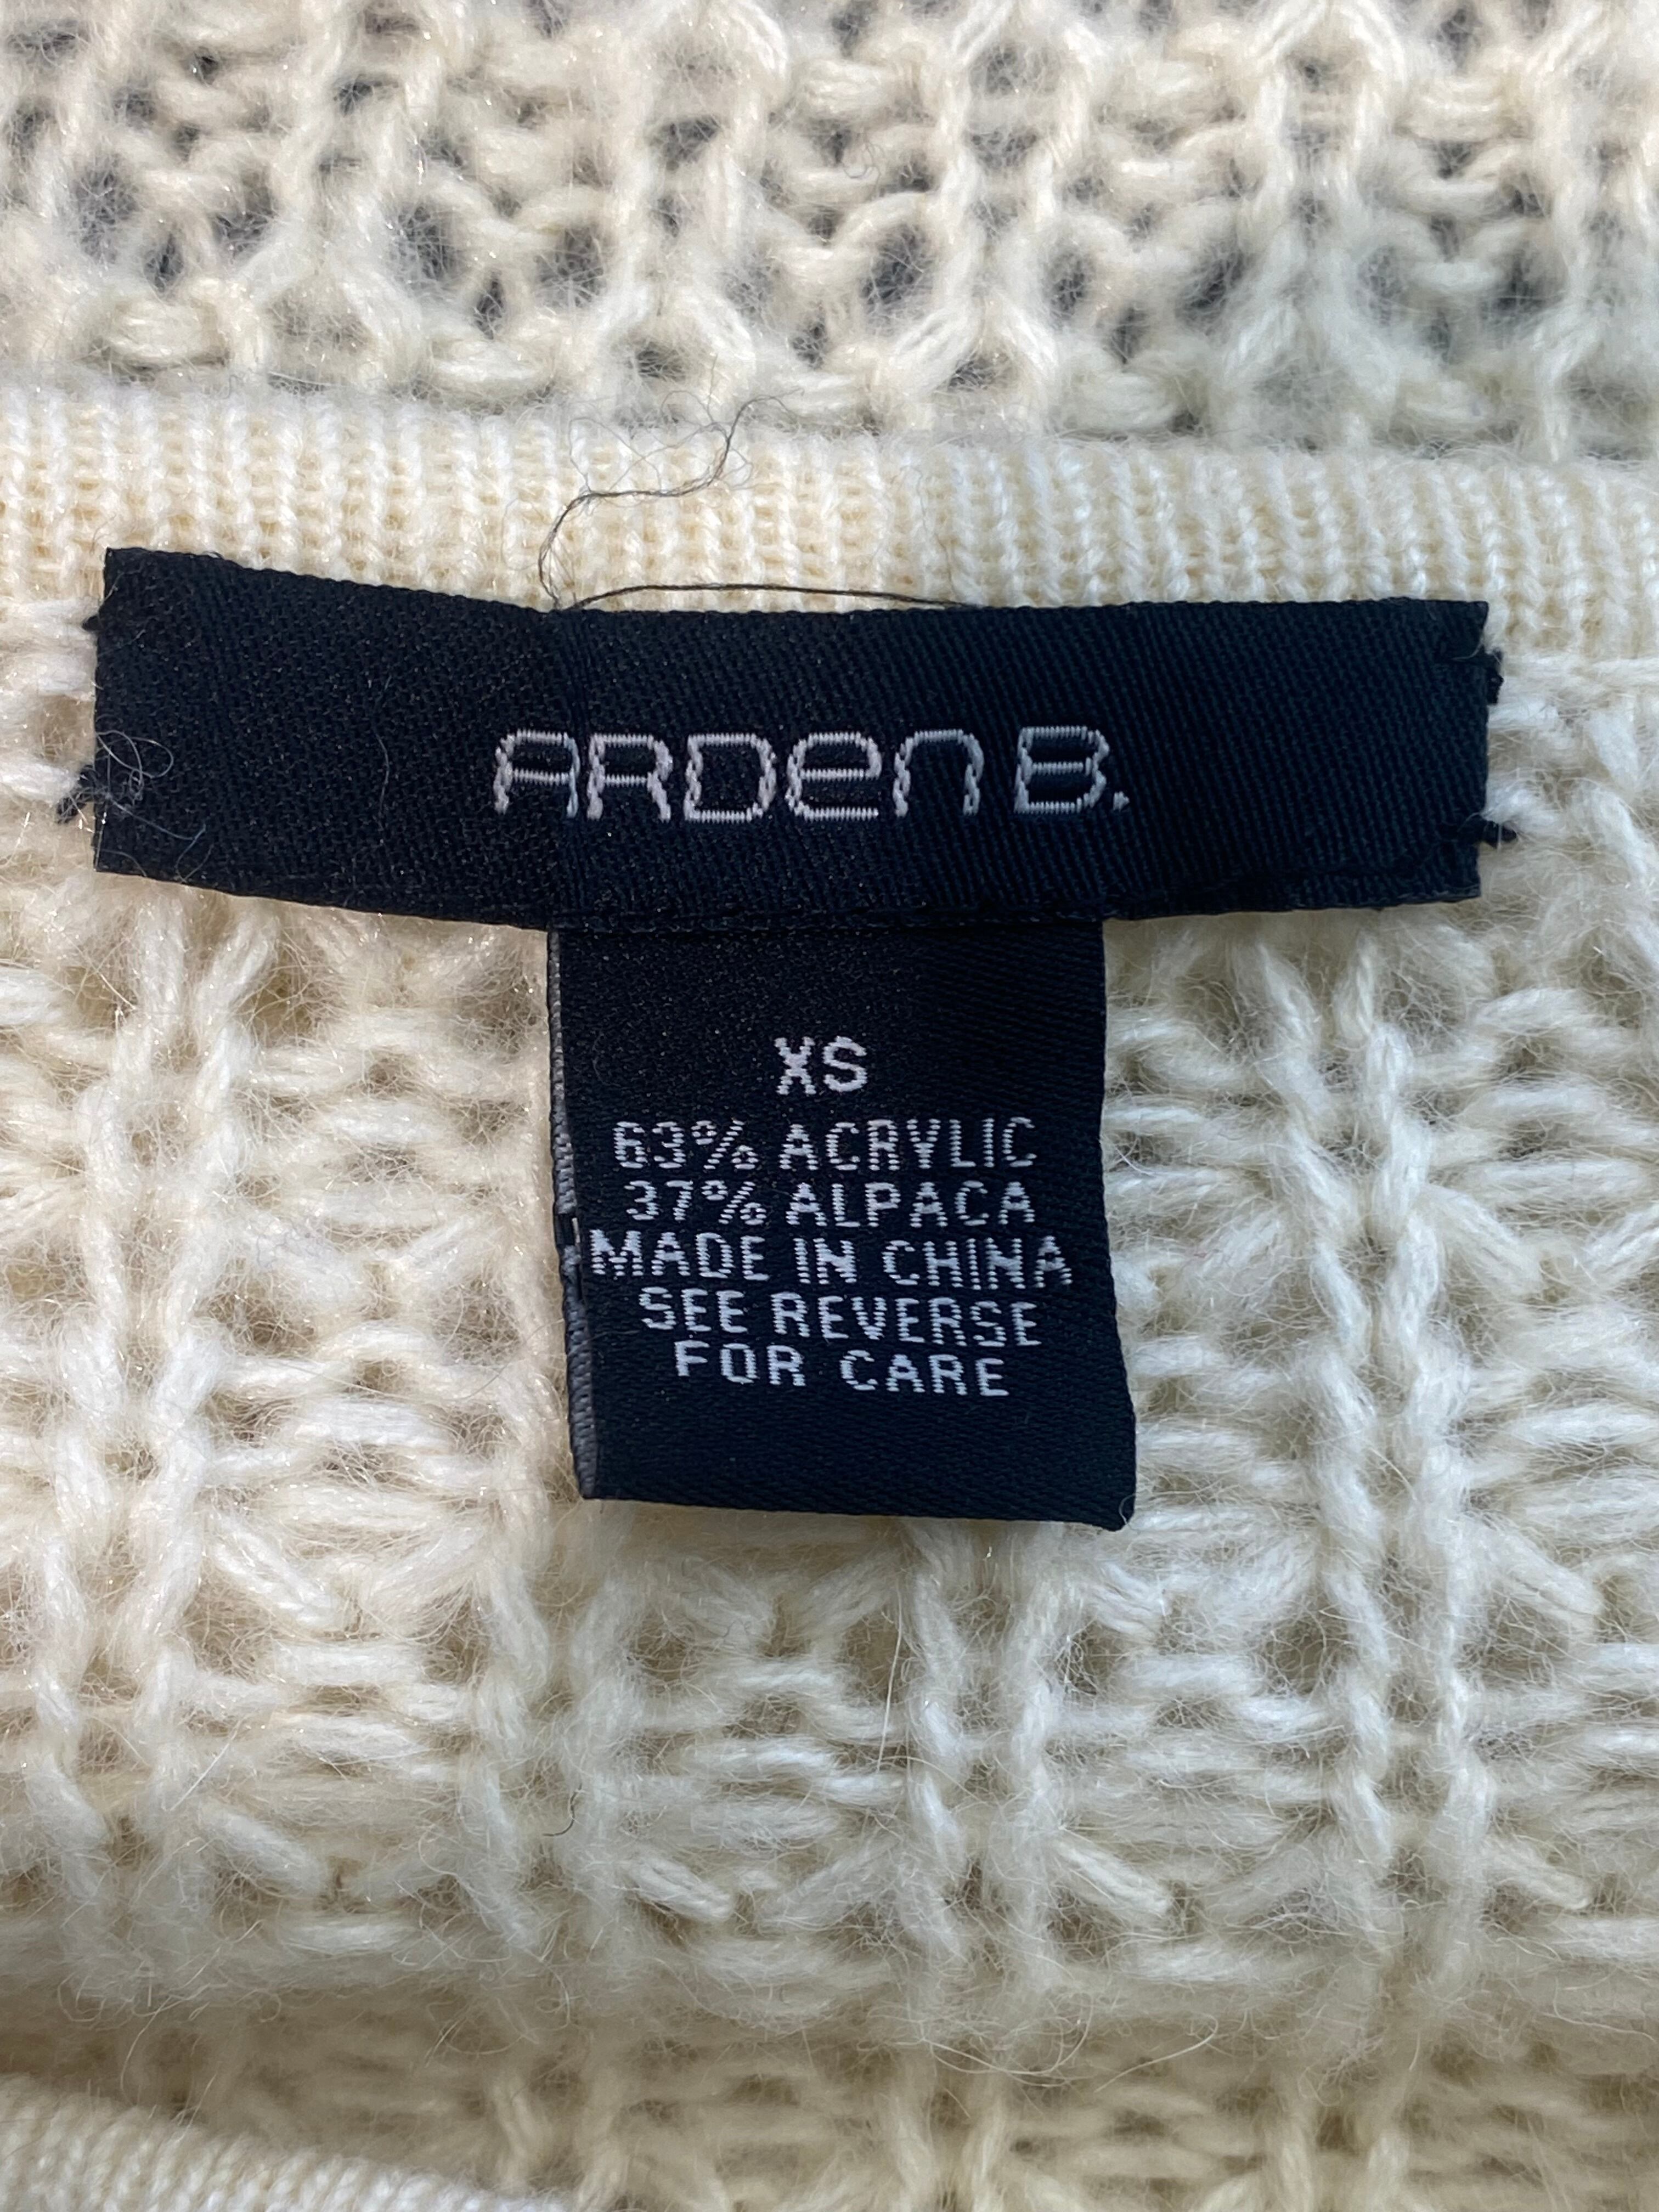 ARDEN B.
XS
63% ACRYLIC
37% ALPACA
MADE IN CHINA
SEE REVERSE
FOR CARE